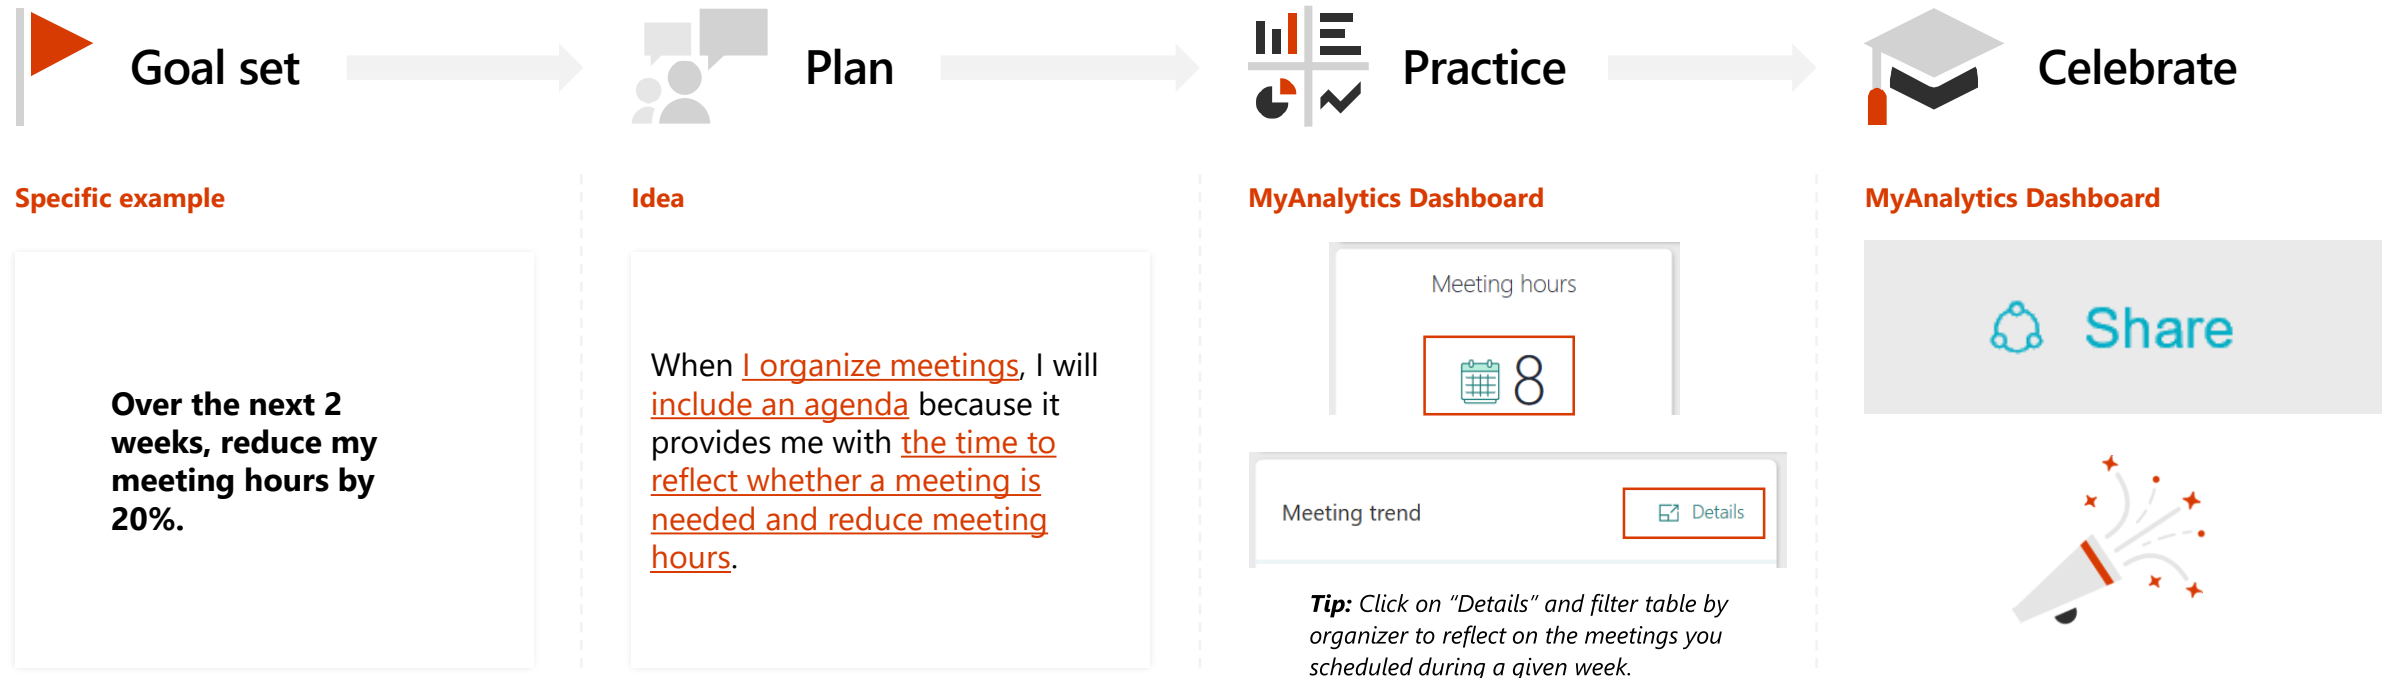 Goal set
Plan
Practice
Celebrate
Specific example
Over the next 2
weeks, reduce my
meeting hours by
20%.
Idea
When I organize meetings, I will
include an agenda because it
provides me with the time to
reflect whether a meeting is
needed and reduce meeting
hours.
MyAnalytics Dashboard
Meeting hours
8
Meeting trend
Details
Tip: Click on “Details” and filter table by
organizer to reflect on the meetings you
scheduled during a given week.
MyAnalytics Dashboard
Share